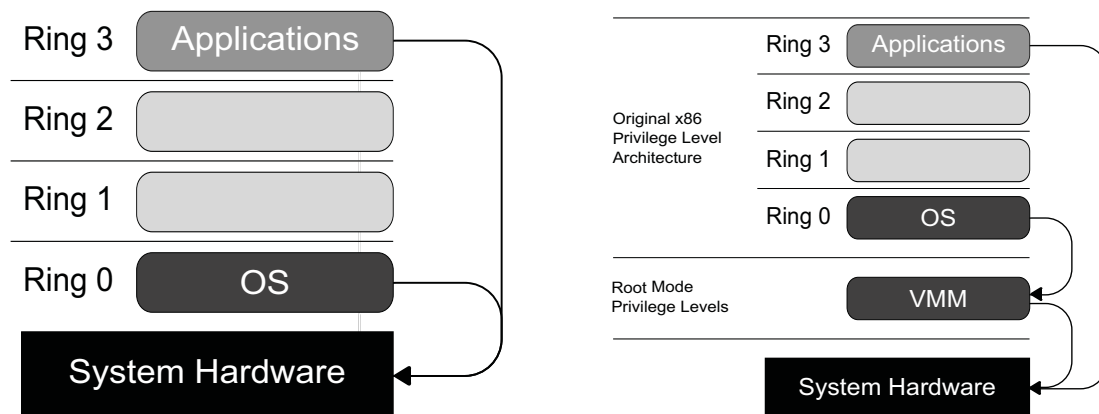 Ring 3
Applications
Ring 2
Ring 1
Ring 0
OS
System Hardware
Original x86
Privilege Level
Architecture
Ring 3
Applications
Ring 2
Ring 1
Ring 0
OS
Root Mode
Privilege Levels
VMM
System Hardware